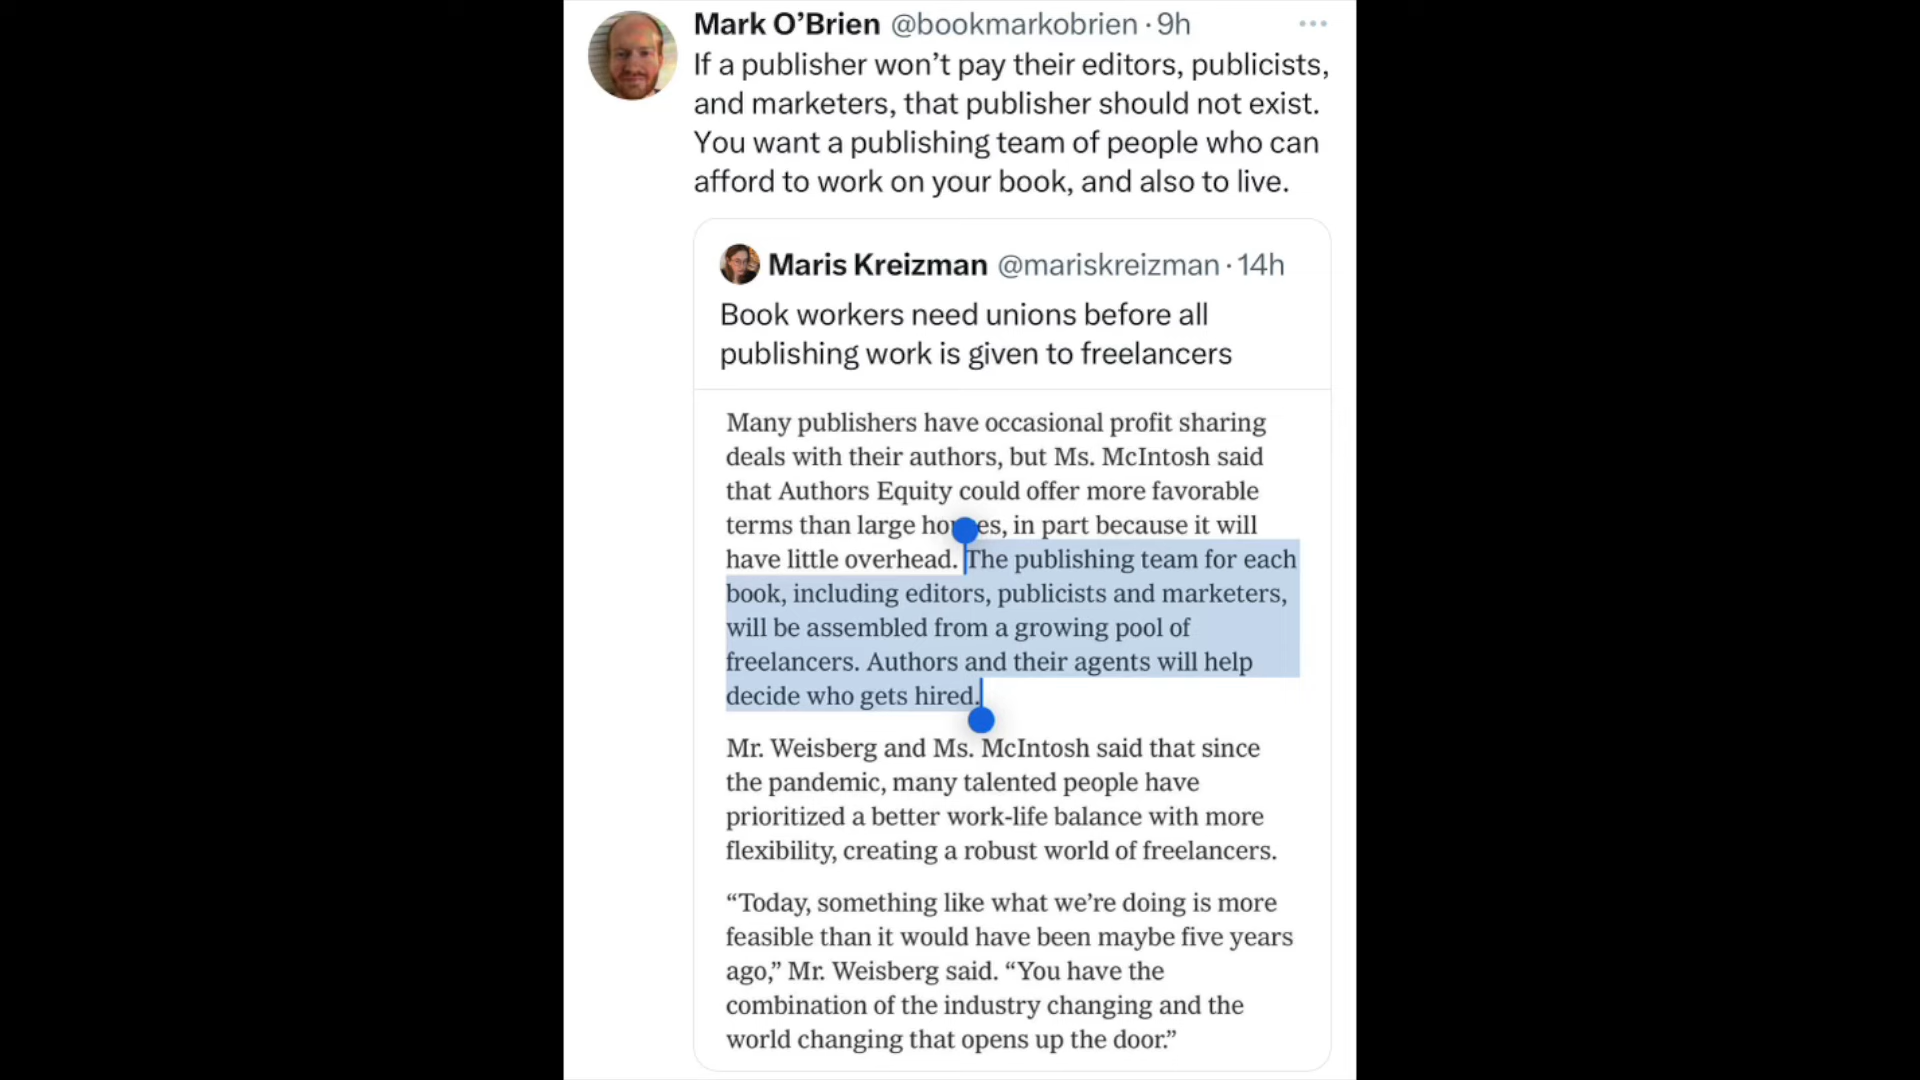 Mark O’Brien @bookmarkobrien · 9h
If a publisher won’t pay their editors, publicists,
and marketers, that publisher should not exist.
You want a publishing team of people who can
afford to work on your book, and also to live.
Maris Kreizman @mariskreizman · 14h
Book workers need unions before all
publishing work is given to freelancers
Many publishers have occasional profit sharing
deals with their authors, but Ms. McIntosh said
that Authors Equity could offer more favorable
terms than large houses, in part because it will
have little overhead. The publishing team for each
book, including editors, publicists and marketers,
will be assembled from a growing pool of
freelancers. Authors and their agents will help
decide who gets hired.
Mr. Weisberg and Ms. McIntosh said that since
the pandemic, many talented people have
prioritized a better work-life balance with more
flexibility, creating a robust world of freelancers.
“Today, something like what we’re doing is more
feasible than it would have been maybe five years
ago,” Mr. Weisberg said. “You have the
combination of the industry changing and the
world changing that opens up the door.”